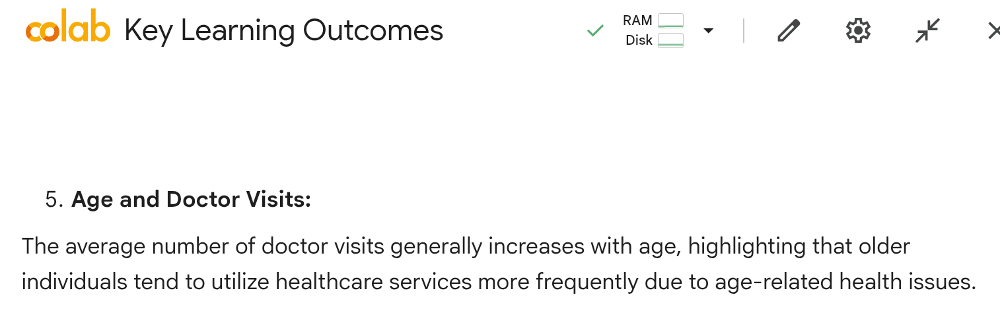 colab Key Learning Outcomes
RAM
Disk
5. Age and Doctor Visits:
The average number of doctor visits generally increases with age, highlighting that older
individuals tend to utilize healthcare services more frequently due to age-related health issues.